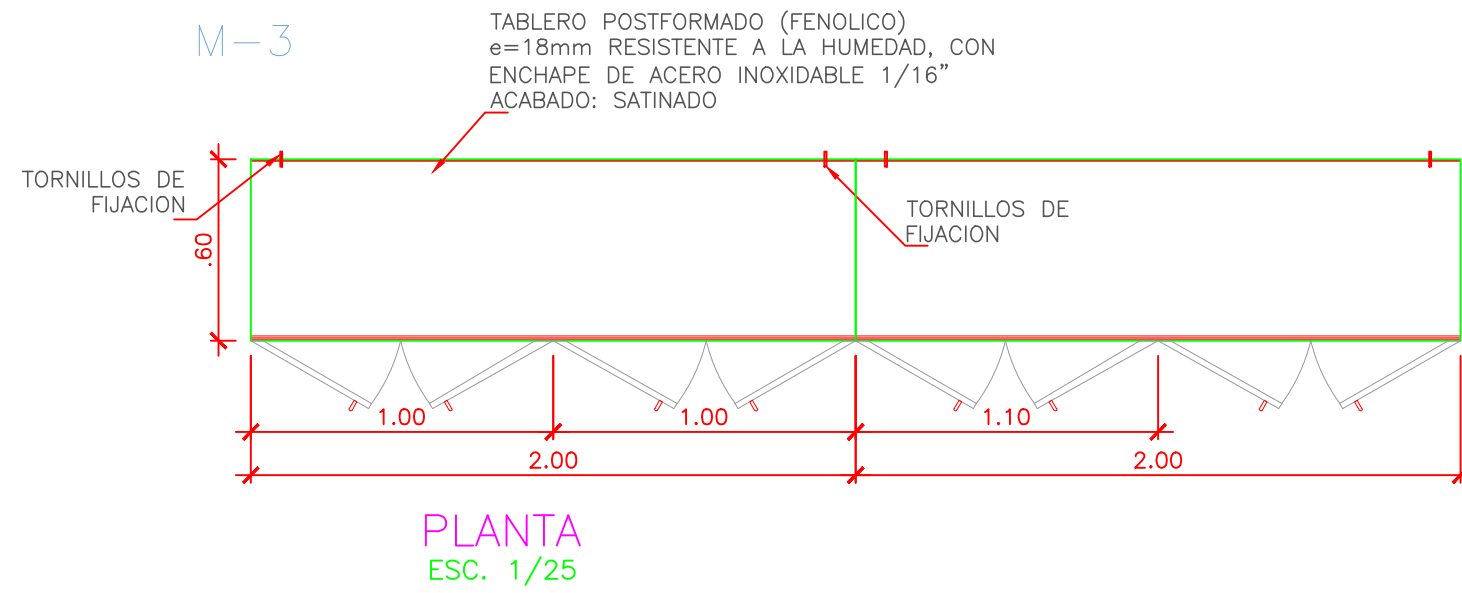 M-3
TABLERO POSTFORMADO (FENOLICO)
e=18mm RESISTENTE A LA HUMEDAD, CON
ENCHAPE DE ACERO INOXIDABLE 1/16”
ACABADO: SATINADO
TORNILLOS DE
FIJACION
TORNILLOS DE
FIJACION
.60
1.00
1.00
1.10
2.00
2.00
PLANTA
ESC. 1/25